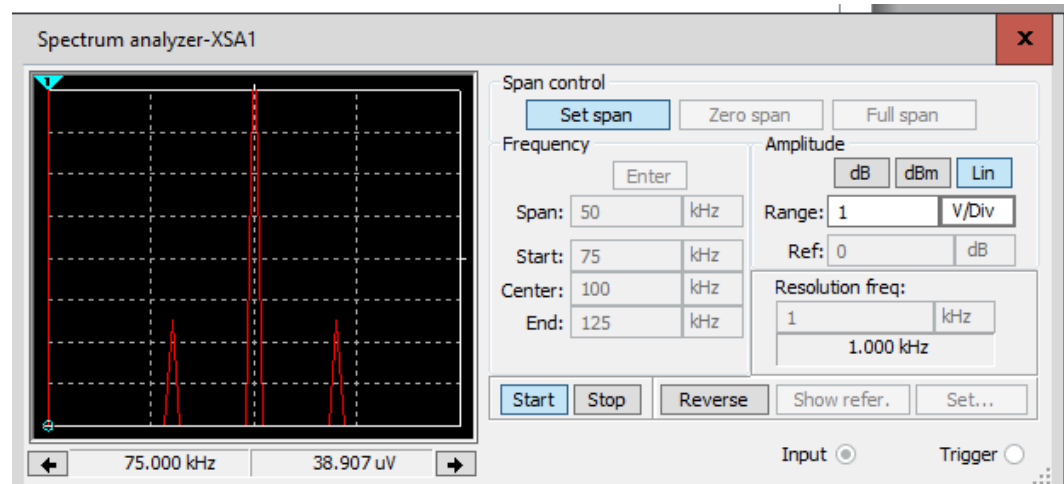 Spectrum analyzer-XSA1
x
1
Span control
Set span Zero span Full span
Frequency
Enter
Span: 50 kHz
Start: 75 kHz
Center: 100 kHz
End: 125 kHz
Amplitude
dB dBm Lin
Range: 1 V/Div
Ref: 0 dB
Resolution freq:
1 kHz
1.000 kHz
Start Stop Reverse Show refer. Set...
75.000 kHz 38.907 uV
Input Trigger